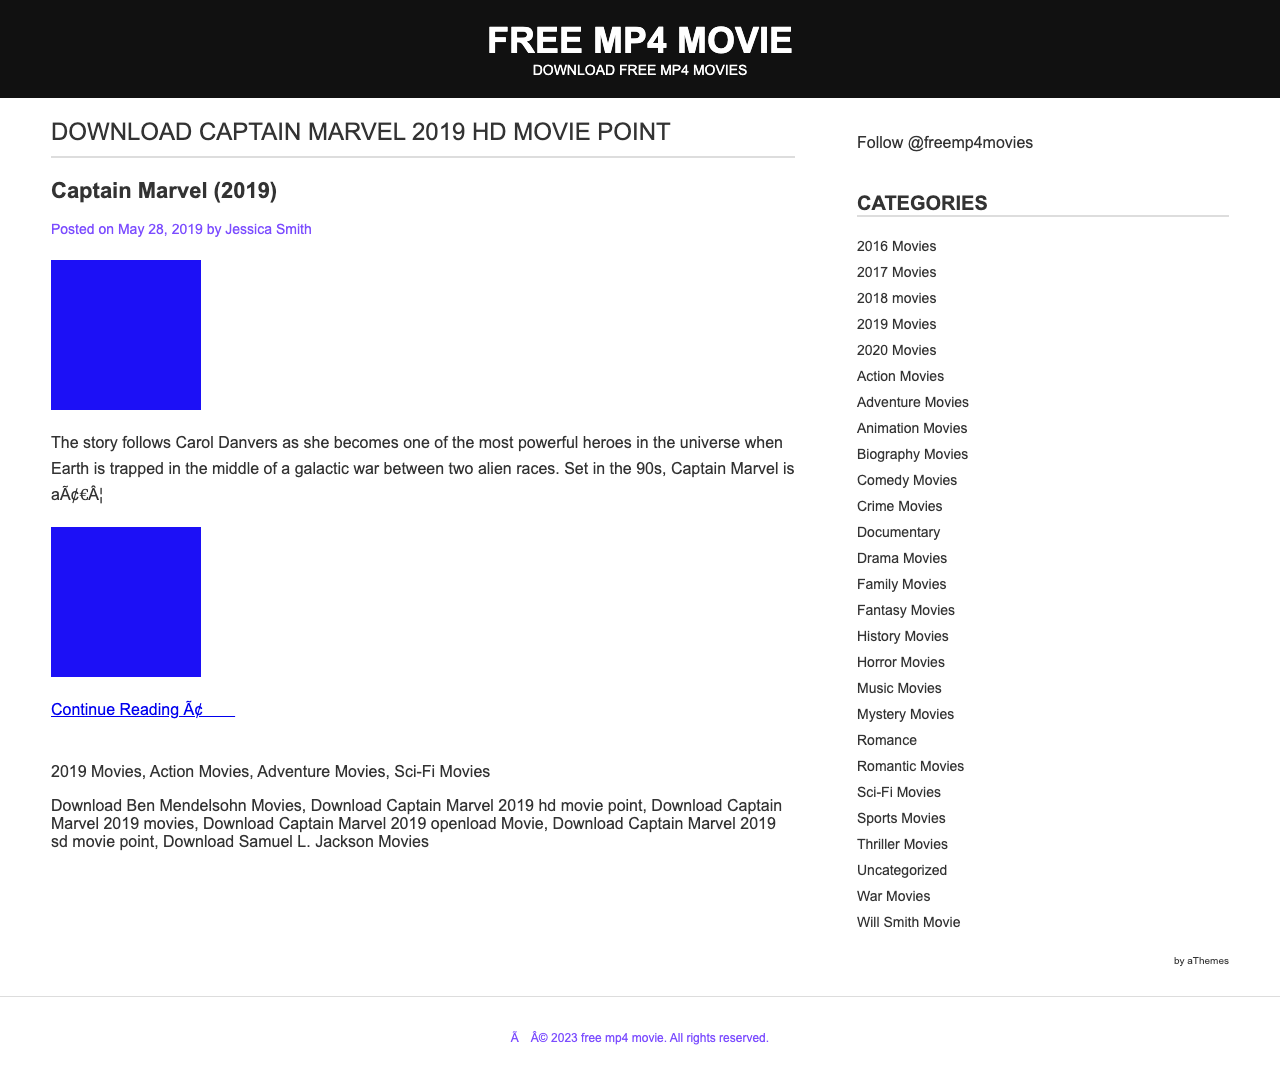 FREE MP4 MOVIE
DOWNLOAD FREE MP4 MOVIES
DOWNLOAD CAPTAIN MARVEL 2019 HD MOVIE POINT
Captain Marvel (2019)
Posted on May 28, 2019 by Jessica Smith
The story follows Carol Danvers as she becomes one of the most powerful heroes in the universe when
Earth is trapped in the middle of a galactic war between two alien races. Set in the 90s, Captain Marvel is
aÃ¢€Â¦
Continue Reading Ã¢
2019 Movies, Action Movies, Adventure Movies, Sci-Fi Movies
Download Ben Mendelsohn Movies, Download Captain Marvel 2019 hd movie point, Download Captain
Marvel 2019 movies, Download Captain Marvel 2019 openload Movie, Download Captain Marvel 2019
sd movie point, Download Samuel L. Jackson Movies
Follow @freemp4movies
CATEGORIES
2016 Movies
2017 Movies
2018 movies
2019 Movies
2020 Movies
Action Movies
Adventure Movies
Animation Movies
Biography Movies
Comedy Movies
Crime Movies
Documentary
Drama Movies
Family Movies
Fantasy Movies
History Movies
Horror Movies
Music Movies
Mystery Movies
Romance
Romantic Movies
Sci-Fi Movies
Sports Movies
Thriller Movies
Uncategorized
War Movies
Will Smith Movie
by aThemes
Ã Â© 2023 free mp4 movie. All rights reserved.